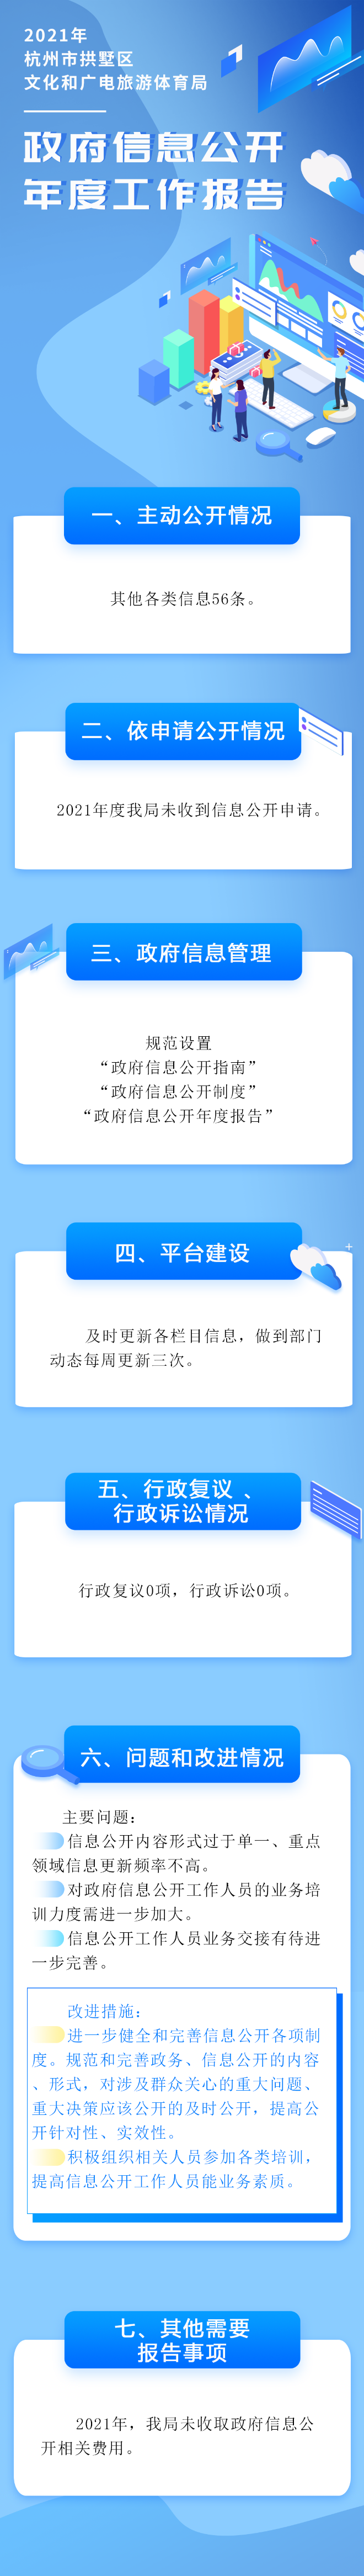 2021年
杭州市拱墅区
文化和广电旅游体育局
政府信息公开
年度工作报告
一、主动公开情况
其他各类信息56条。
二、依申请公开情况
2021年度我局未收到信息公开申请。
三、政府信息管理
规范设置
“政府信息公开指南”
“政府信息公开制度”
“政府信息公开年度报告”
四、平台建设
及时更新各栏目信息，做到部门
动态每周更新三次。
五、行政复议 、
行政诉讼情况
行政复议0项，行政诉讼0项。
六、问题和改进情况
主要问题：
信息公开内容形式过于单一、重点
领域信息更新频率不高。
对政府信息公开工作人员的业务培
训力度需进一步加大。
信息公开工作人员业务交接有待进
一步完善。
改进措施：
进一步健全和完善信息公开各项制
度。规范和完善政务、信息公开的内容
、形式，对涉及群众关心的重大问题、
重大决策应该公开的及时公开，提高公
开针对性、实效性。
积极组织相关人员参加各类培训，
提高信息公开工作人员能业务素质。
七、其他需要
报告事项
2021年，我局未收取政府信息公
开相关费用。